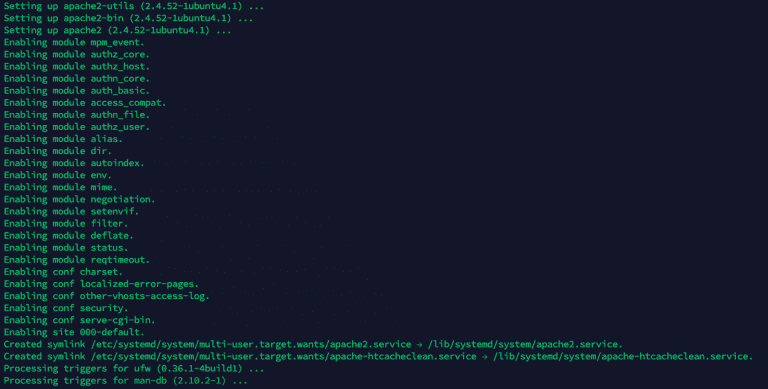 Setting up apache2-utils (2.4.52-1ubuntu4.1) ...
Setting up apache2-bin (2.4.52-1ubuntu4.1) ...
Setting up apache2 (2.4.52-1ubuntu4.1) ...
Enabling module mpm_event.
Enabling module authz_core.
Enabling module authz_host.
Enabling module authn_core.
Enabling module auth_basic.
Enabling module access_compat.
Enabling module authn_file.
Enabling module authz_user.
Enabling module alias.
Enabling module dir.
Enabling module autoindex.
Enabling module env.
Enabling module mime.
Enabling module negotiation.
Enabling module setenvif.
Enabling module filter.
Enabling module deflate.
Enabling module status.
Enabling module reqtimeout.
Enabling conf charset.
Enabling conf localized-error-pages.
Enabling conf other-vhosts-access-log.
Enabling conf security.
Enabling conf serve-cgi-bin.
Enabling site 000-default.
Created symlink /etc/systemd/system/multi-user.target.wants/apache2.service → /lib/systemd/system/apache2.service.
Created symlink /etc/systemd/system/multi-user.target.wants/apache-htcacheclean.service → /lib/systemd/system/apache-htcacheclean.service.
Processing triggers for ufw (0.36.1-4build1) ...
Processing triggers for man-db (2.10.2-1) ...